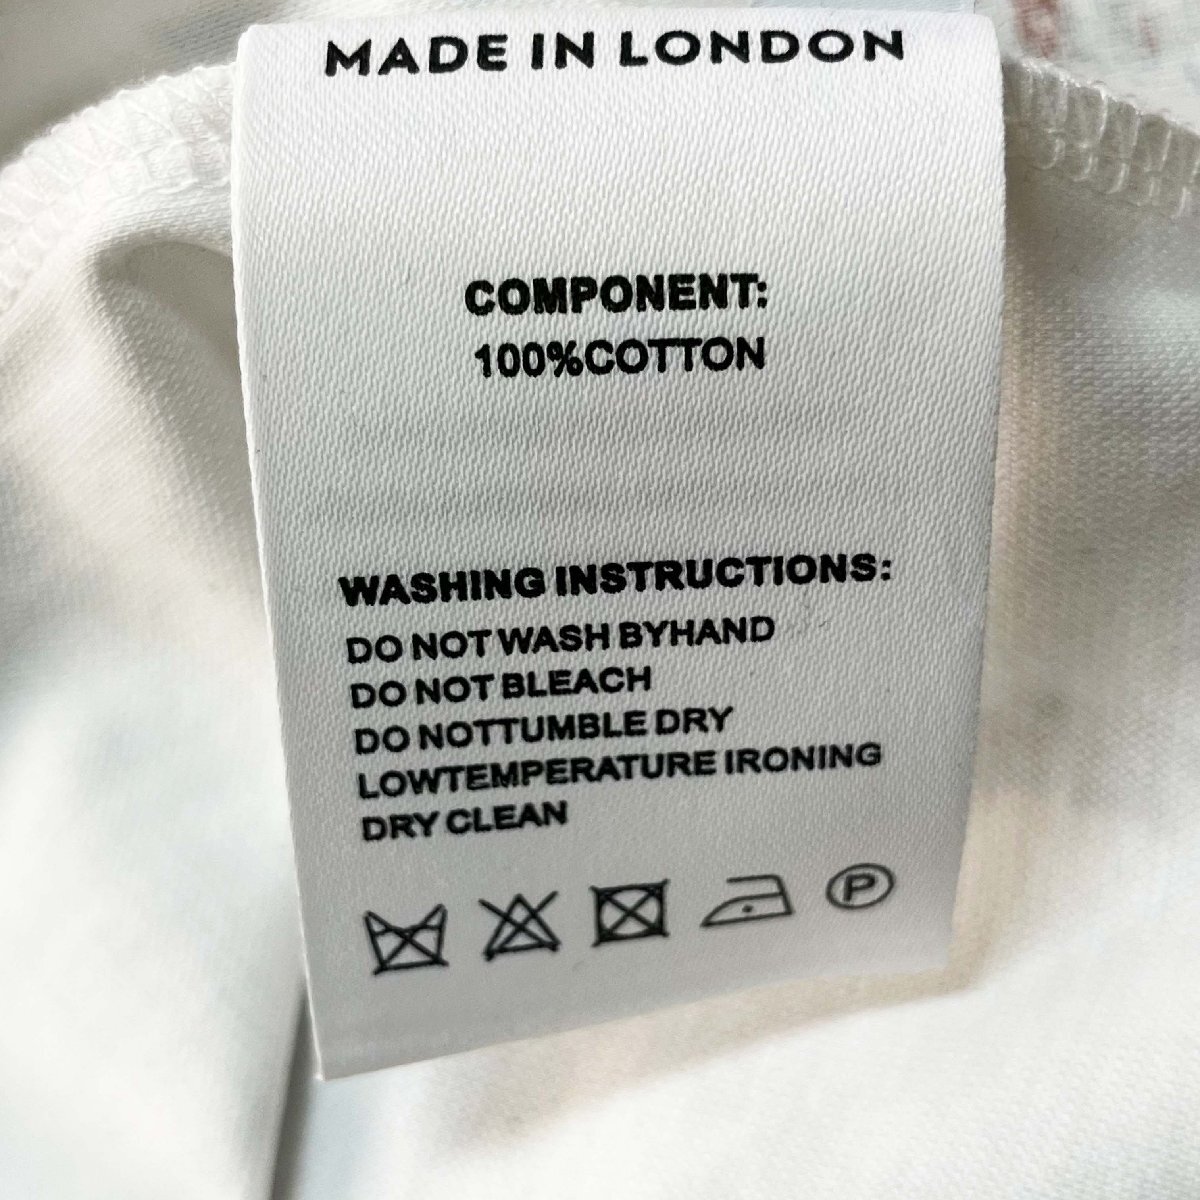 MADE IN LONDON
COMPONENT:
100%COTTON
WASHING INSTRUCTIONS:
DO NOT WASH BYHAND
DO NOT BLEACH
DO NOTTUMBLE DRY
LOWTEMPERATURE IRONING
DRY CLEAN
P